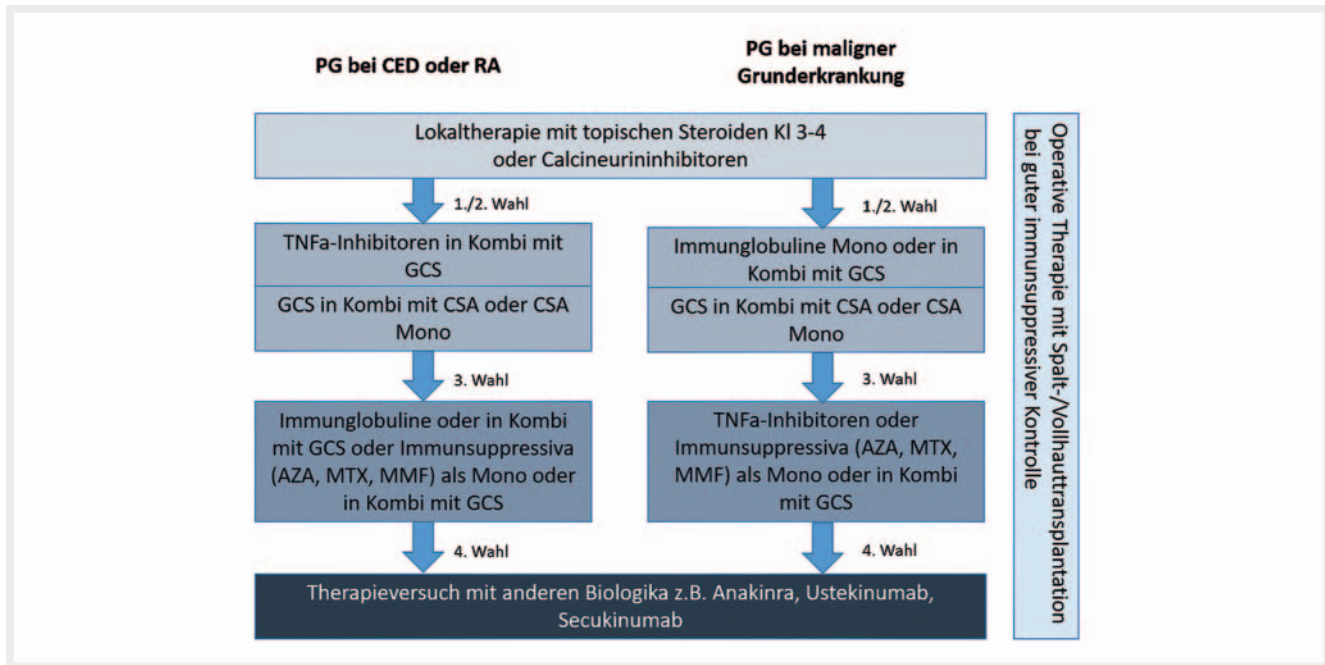 PG bei CED oder RA
PG bei maligner
Grunderkrankung
Lokaltherapie mit topischen Steroiden Kl 3-4
oder Calcineurininhibitoren
1./2. Wahl
1./2. Wahl
TNFa-Inhibitoren in Kombi mit
GCS
GCS in Kombi mit CSA oder CSA
Mono
Immunglobuline Mono oder in
Kombi mit GCS
GCS in Kombi mit CSA oder CSA
Mono
3. Wahl
3. Wahl
Immunglobuline oder in Kombi
mit GCS oder Immunsuppressiva
(AZA, MTX, MMF) als Mono oder
in Kombi mit GCS
TNFa-Inhibitoren oder
Immunsuppressiva (AZA, MTX,
MMF) als Mono oder in Kombi
mit GCS
4. Wahl
4. Wahl
Therapieversuch mit anderen Biologika z.B. Anakinra, Ustekinumab,
Secukinumab
Operative Therapie mit Spalt-/Vollhauttransplantation
bei guter immunsuppressiver Kontrolle